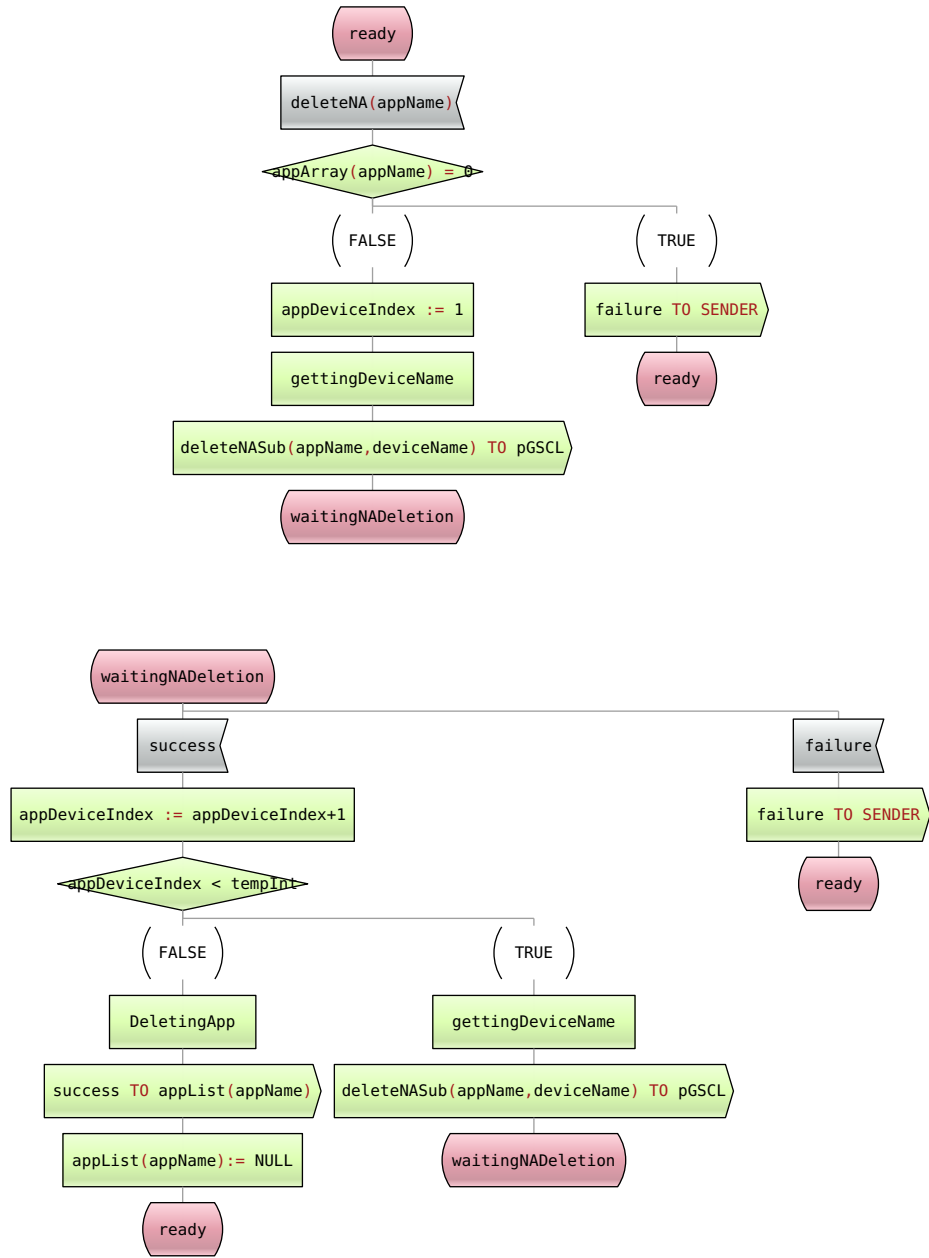 ready
deleteNA(appName)
appArray(appName) = 0
FALSE
TRUE
appDeviceIndex := 1
failure TO SENDER
gettingDeviceName
ready
deleteNASub(appName,deviceName) TO pGSCL
waitingNADeletion
waitingNADeletion
success
failure
appDeviceIndex := appDeviceIndex+1
failure TO SENDER
appDeviceIndex < tempInt
ready
FALSE
TRUE
DeletingApp
gettingDeviceName
success TO appList(appName)
deleteNASub(appName,deviceName) TO pGSCL
appList(appName):= NULL
waitingNADeletion
ready